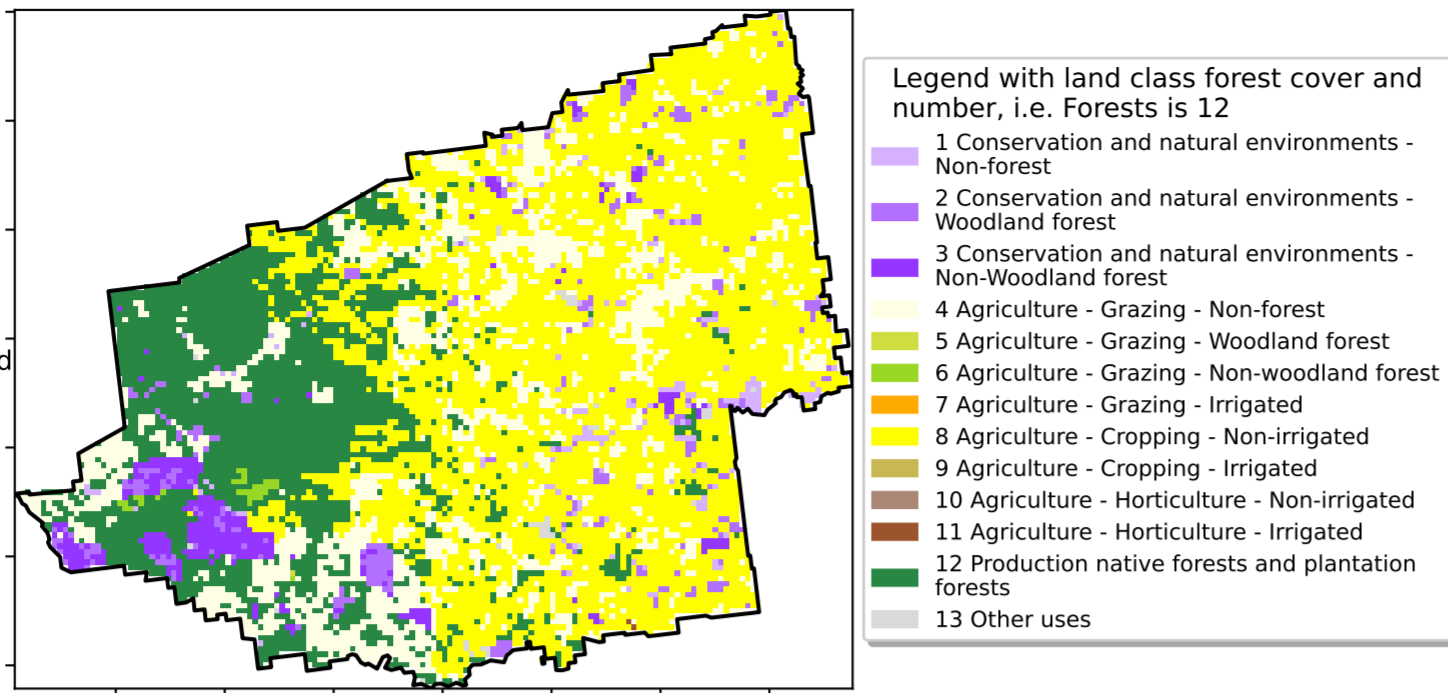 d
Legend with land class forest cover and
number, i.e. Forests is 12
1 Conservation and natural environments -
Non-forest
2 Conservation and natural environments -
Woodland forest
3 Conservation and natural environments -
Non-Woodland forest
4 Agriculture - Grazing - Non-forest
5 Agriculture - Grazing - Woodland forest
6 Agriculture - Grazing - Non-woodland forest
7 Agriculture - Grazing - Irrigated
8 Agriculture - Cropping - Non-irrigated
9 Agriculture - Cropping - Irrigated
10 Agriculture - Horticulture - Non-irrigated
11 Agriculture - Horticulture - Irrigated
12 Production native forests and plantation
forests
13 Other uses